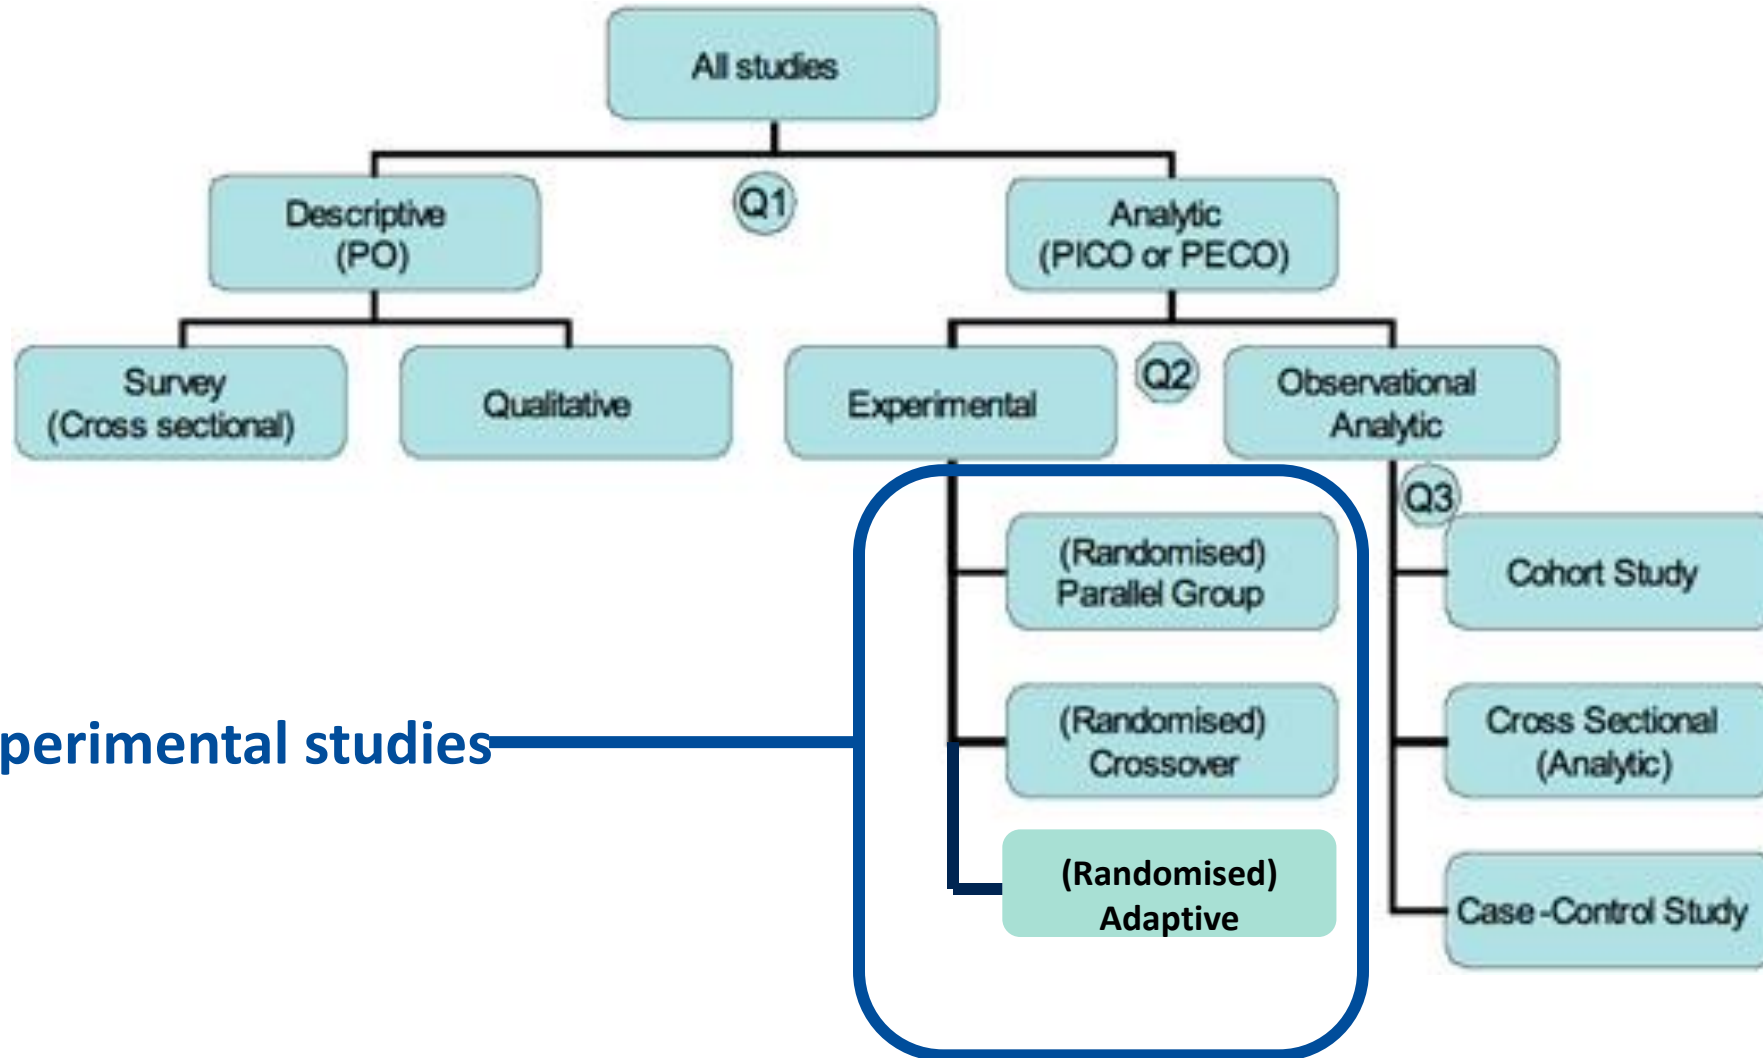 All studies
Q1
Descriptive
(PO)
Analytic
(PICO or PECO)
Survey
(Cross sectional)
Qualitative
Experimental
Q2
Observational
Analytic
Q3
(Randomised)
Parallel Group
Cohort Study
(Randomised)
Crossover
Cross Sectional
(Analytic)
perimental studies
(Randomised)
Adaptive
Case -Control Study